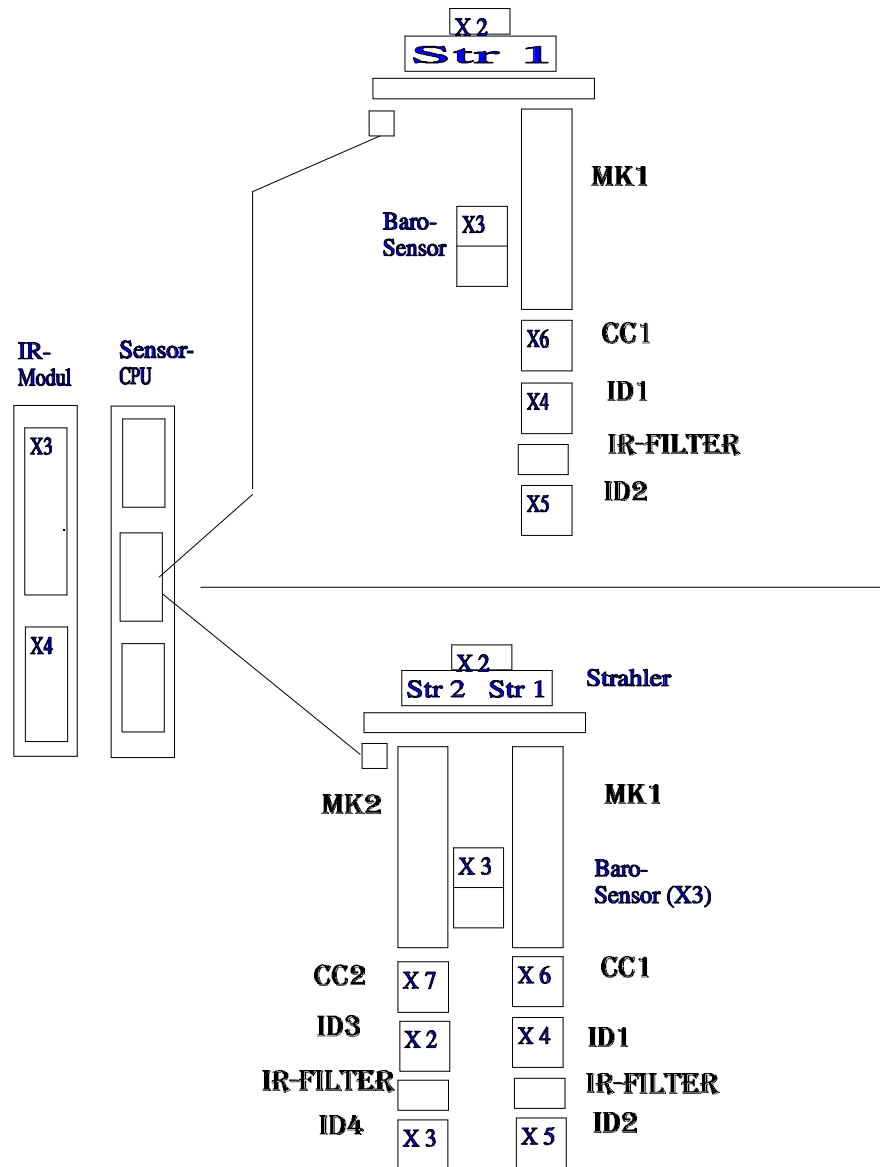 X 2
Str 1
MK1
Baro-
Sensor
X3
X6
CC1
X4
ID1
IR-FILTER
X5
ID2
IR-
Modul
Sensor-
CPU
X3
X4
X 2
Str 2 Str 1
Strahler
MK2
MK1
X 3
Baro-
Sensor (X3)
CC2
X 7
X 6
CC1
ID3
X 2
X 4
ID1
IR-FILTER
IR-FILTER
ID4
X 3
X 5
ID2